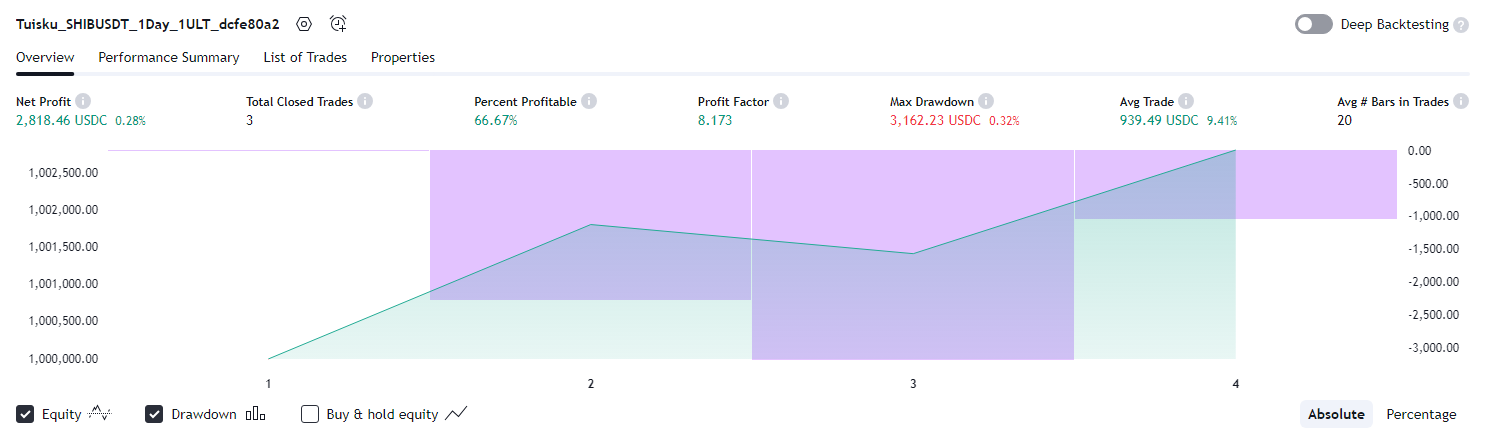 Tuisku_SHIBUSDT_1Day_1ULT_dcfe80a2
Deep Backtesting ?
Overview Performance Summary List of Trades Properties
Net Profit i Total Closed Trades i Percent Profitable i Profit Factor i Max Drawdown i Avg Trade i Avg # Bars in Trades i
2,818.46 USDC 0.28% 3 66.67% 8.173 3,162.23 USDC 0.32% 939.49 USDC 9.41% 20
0.00
1,002,500.00
-500.00
1,002,000.00
-1,000.00
1,001,500.00
-1,500.00
1,001,000.00
-2,000.00
1,000,500.00
-2,500.00
1,000,000.00
-3,000.00
1 2 3 4
Equity Drawdown Buy & hold equity Absolute Percentage